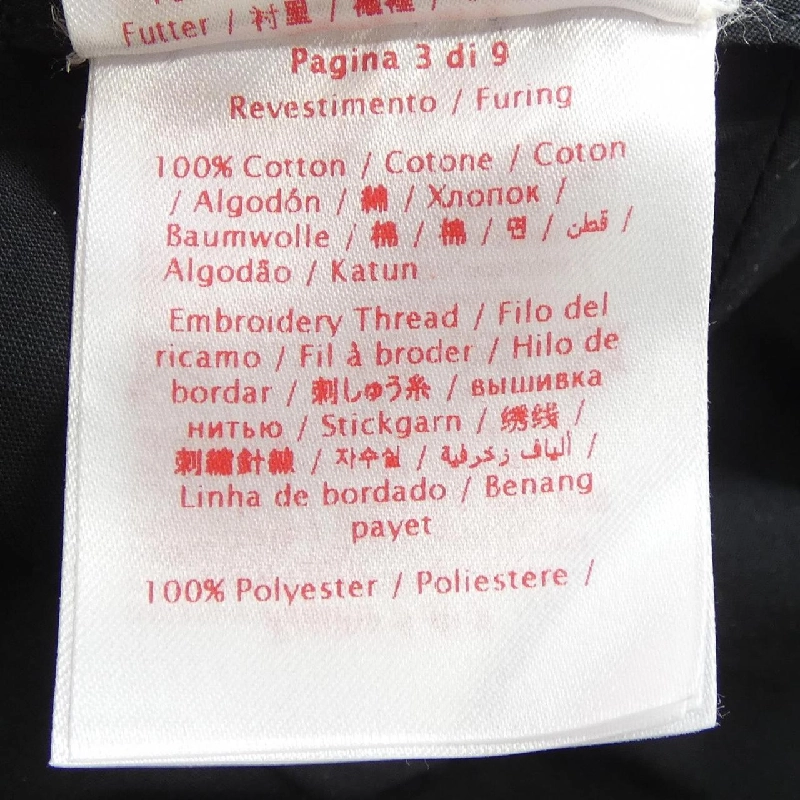 Futter / 衬里 /
Pagina 3 di 9
Revestimento / Furing
100% Cotton / Cotone / Coton
/ Algodón / 綿 / Хлопок /
Baumwolle / 棉 / 棉 / 면 / قطن /
Algodão / Katun
Embroidery Thread / Filo del
ricamo / Fil à broder / Hilo de
bordar / 刺しゅう糸 / вышивка
нитью / Stickgarn / 绣线 /
刺繡針線 / 자수실 / ألياف زخرفية /
Linha de bordado / Benang
payet
100% Polyester / Poliestere /